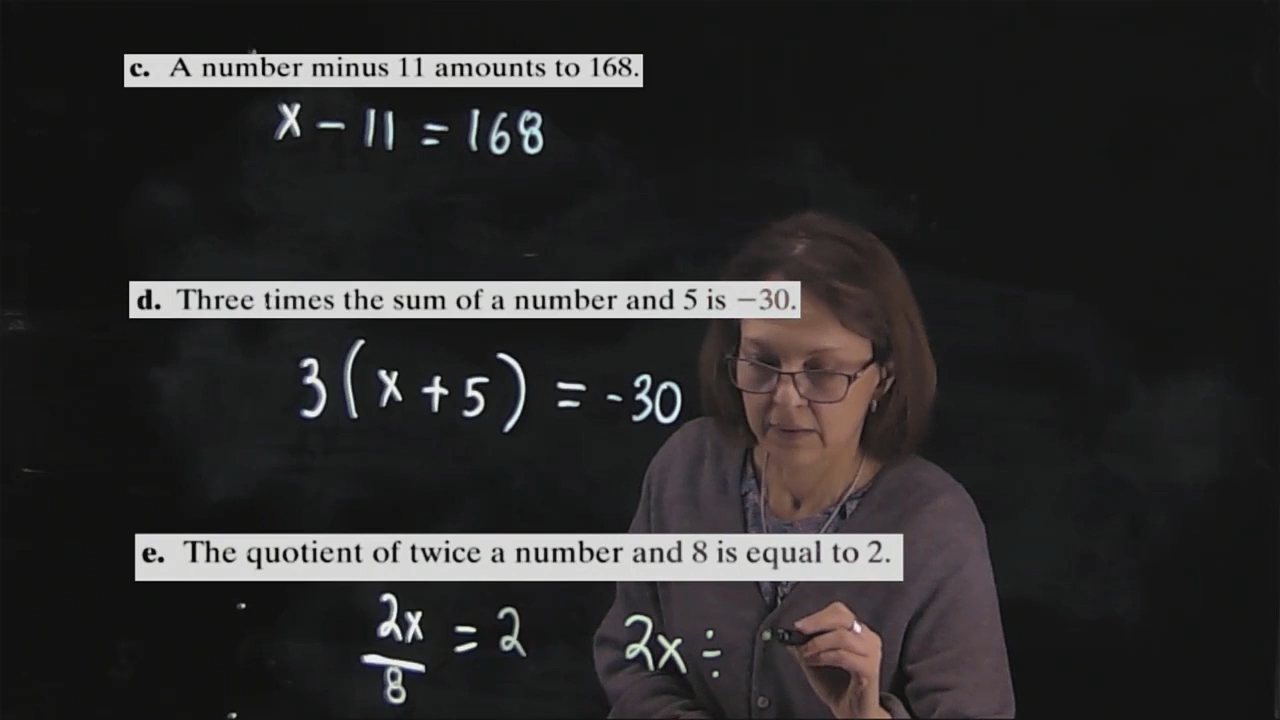 c. A number minus 11 amounts to 168.
x - 11 = 168
d. Three times the sum of a number and 5 is −30.
3(x + 5) = -30
e. The quotient of twice a number and 8 is equal to 2.
2x/8 = 2 2x ÷